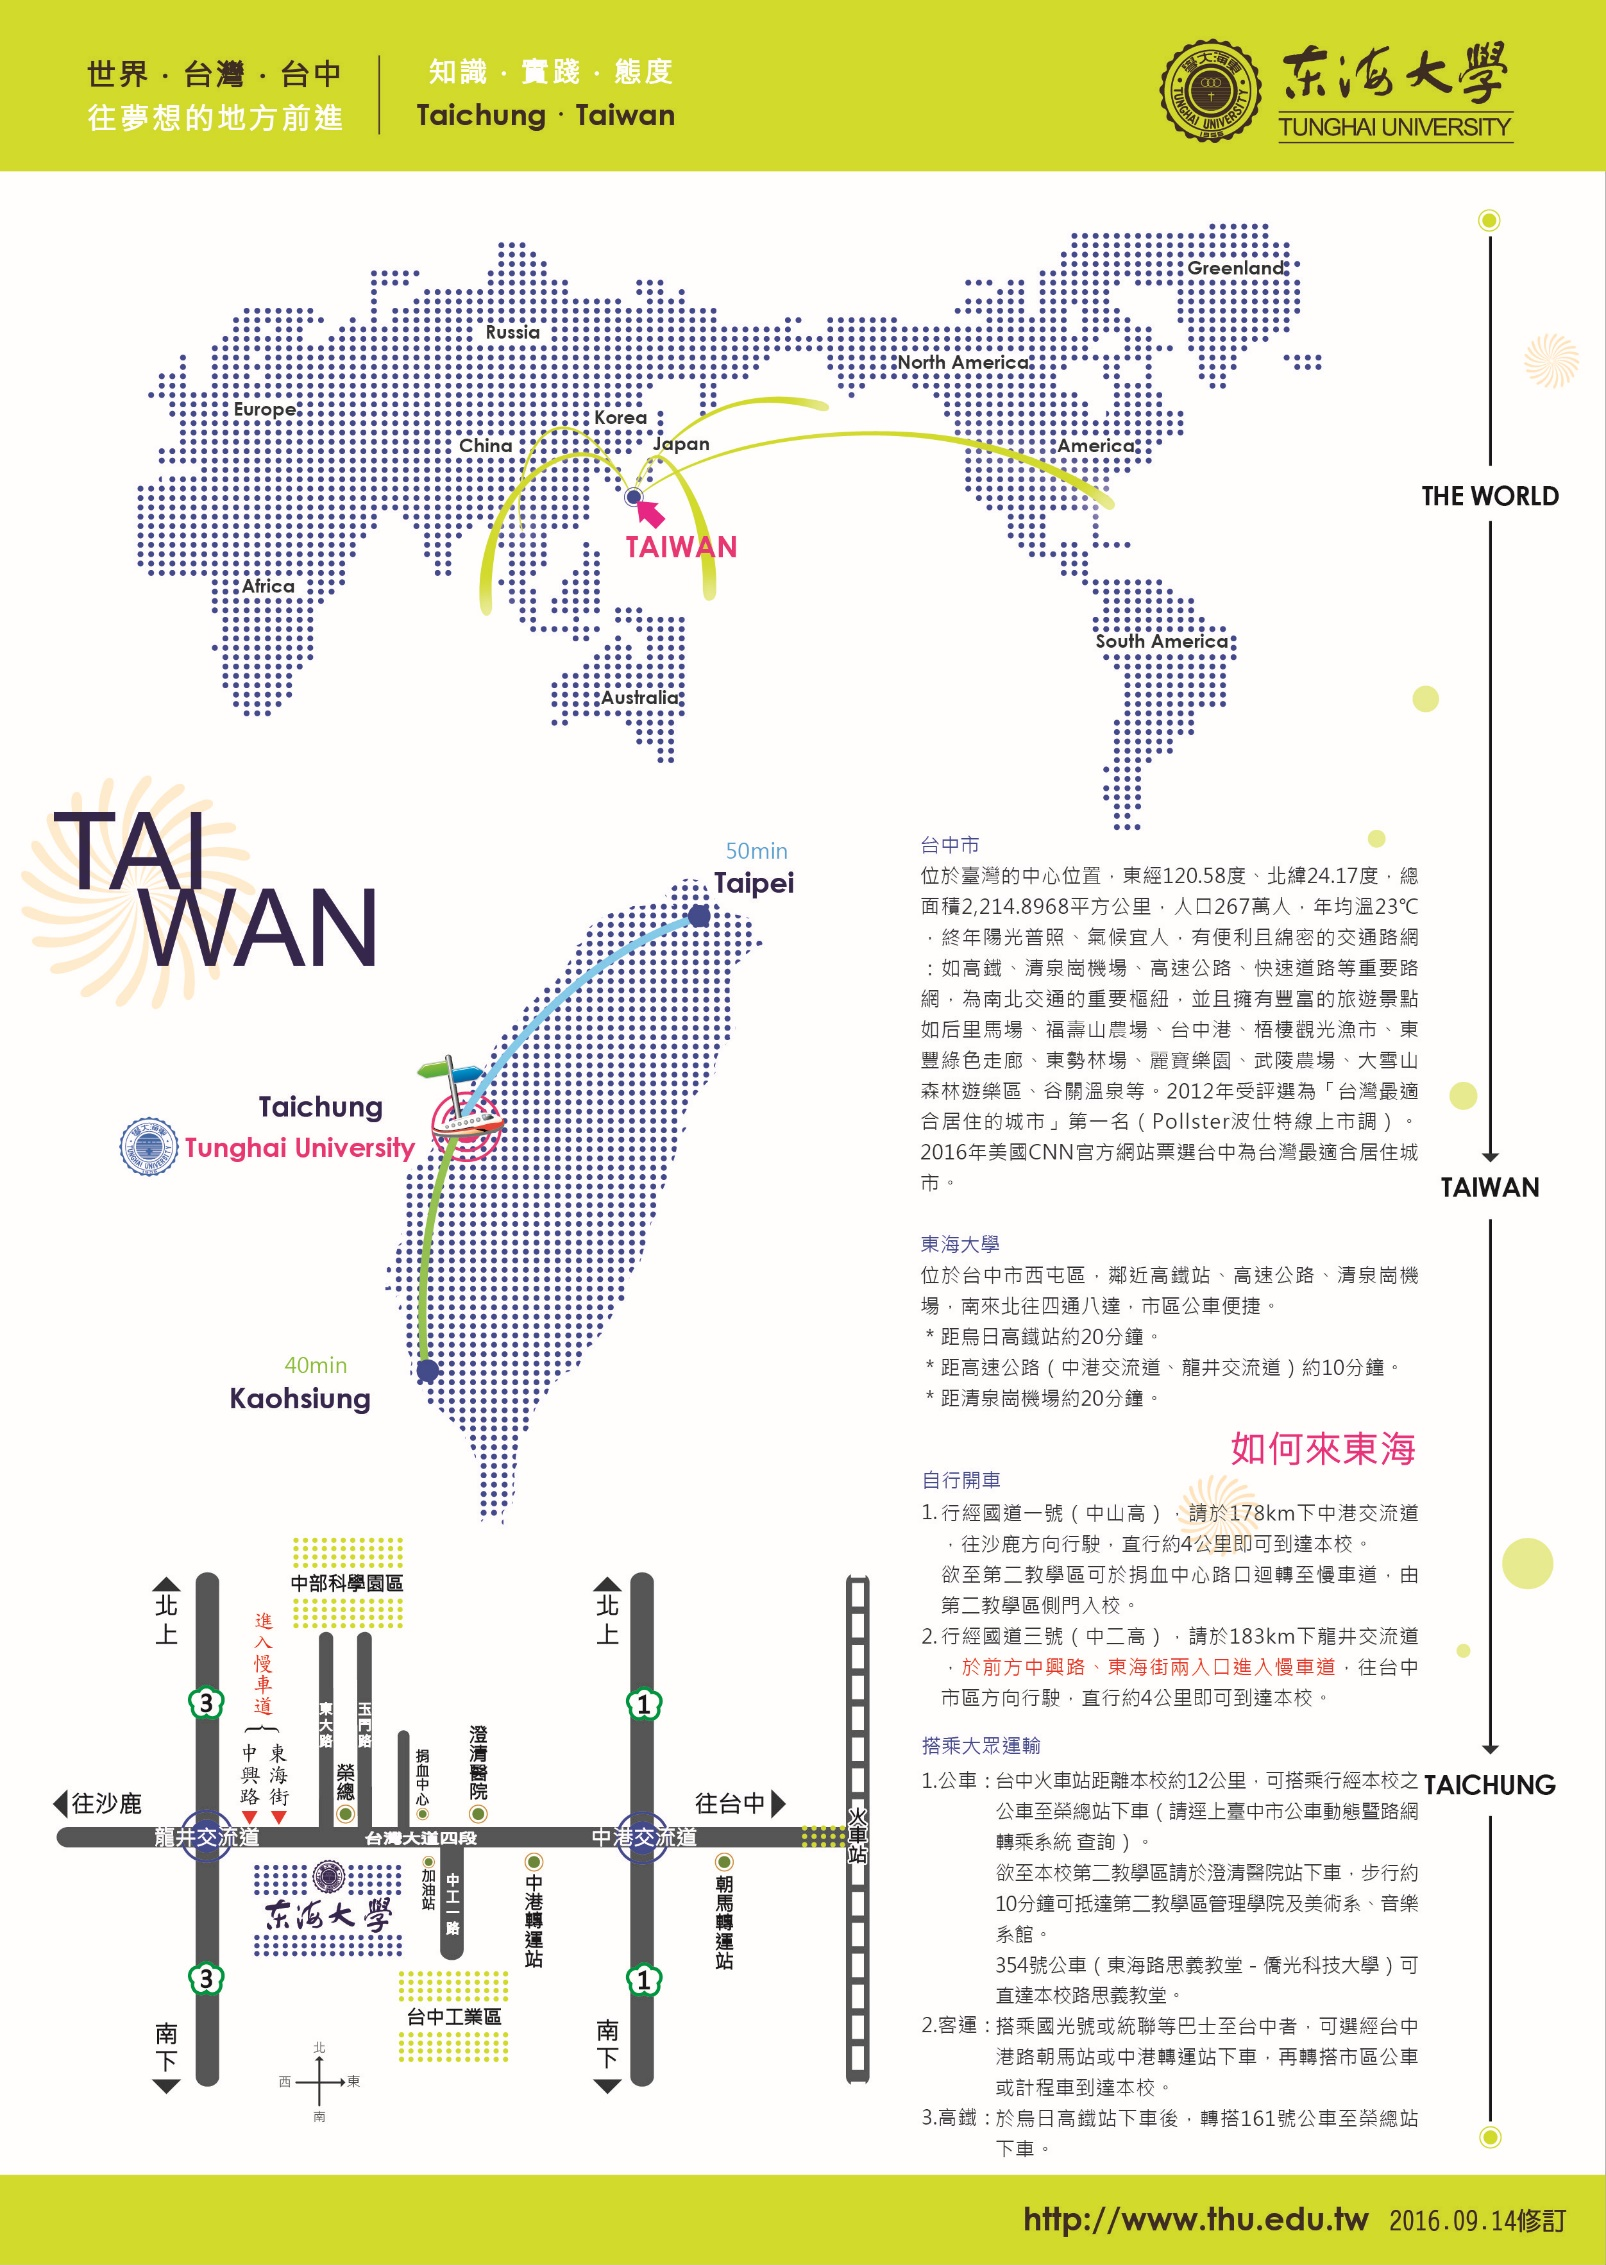 世界．台灣．台中
往夢想的地方前進
知識．實踐．態度
Taichung．Taiwan
東海大學
TUNGHAI UNIVERSITY
东海大學
TUNGHAI UNIVERSITY
Greenland
Russia
North America
Europe
Korea
China
Japan
America
THE WORLD
TAIWAN
Africa
South America
Australia
TAI
WAN
50min
Taipei
Taichung
Tunghai University
40min
Kaohsiung
台中市
位於臺灣的中心位置，東經120.58度、北緯24.17度，總
面積2,214.8968平方公里，人口267萬人，年均溫23℃
，終年陽光普照、氣候宜人，有便利且綿密的交通路網
：如高鐵、清泉崗機場、高速公路、快速道路等重要路
網，為南北交通的重要樞紐，並且擁有豐富的旅遊景點
如后里馬場、福壽山農場、台中港、梧棲觀光漁市、東
豐綠色走廊、東勢林場、麗寶樂園、武陵農場、大雪山
森林遊樂區、谷關溫泉等。2012年受評選為「台灣最適
合居住的城市」第一名（Pollster波仕特線上市調）。
2016年美國CNN官方網站票選台中為台灣最適合居住城
市。
TAIWAN
東海大學
位於台中市西屯區，鄰近高鐵站、高速公路、清泉崗機
場，南來北往四通八達，市區公車便捷。
* 距烏日高鐵站約20分鐘。
* 距高速公路（中港交流道、龍井交流道）約10分鐘。
* 距清泉崗機場約20分鐘。
如何來東海
自行開車
1. 行經國道一號（中山高），請於178km下中港交流道
，往沙鹿方向行駛，直行約4公里即可到達本校。
欲至第二教學區可於捐血中心路口迴轉至慢車道，由
第二教學區側門入校。
2. 行經國道三號（中二高），請於183km下龍井交流道
，於前方中興路、東海街兩入口進入慢車道，往台中
市區方向行駛，直行約4公里即可到達本校。
搭乘大眾運輸
1.公車：台中火車站距離本校約12公里，可搭乘行經本校之
公車至榮總站下車（請逕上臺中市公車動態暨路網
轉乘系統 查詢）。
欲至本校第二教學區請於澄清醫院站下車，步行約
10分鐘可抵達第二教學區管理學院及美術系、音樂
系館。
354號公車（東海路思義教堂－僑光科技大學）可
直達本校路思義教堂。
2.客運：搭乘國光號或統聯等巴士至台中者，可選經台中
港路朝馬站或中港轉運站下車，再轉搭市區公車
或計程車到達本校。
3.高鐵：於烏日高鐵站下車後，轉搭161號公車至榮總站
下車。
TAICHUNG
中部科學園區
北上
北上
進入慢車道
3
1
東大路
玉門路
中興路
東海街
榮總
捐血中心
澄清醫院
往沙鹿
往台中
龍井交流道
台灣大道四段
中港交流道
火車站
东海大學
加油站
中工一路
中港轉運站
朝馬轉運站
3
1
台中工業區
南下
南下
北
西
東
南
http://www.thu.edu.tw 2016.09.14修訂